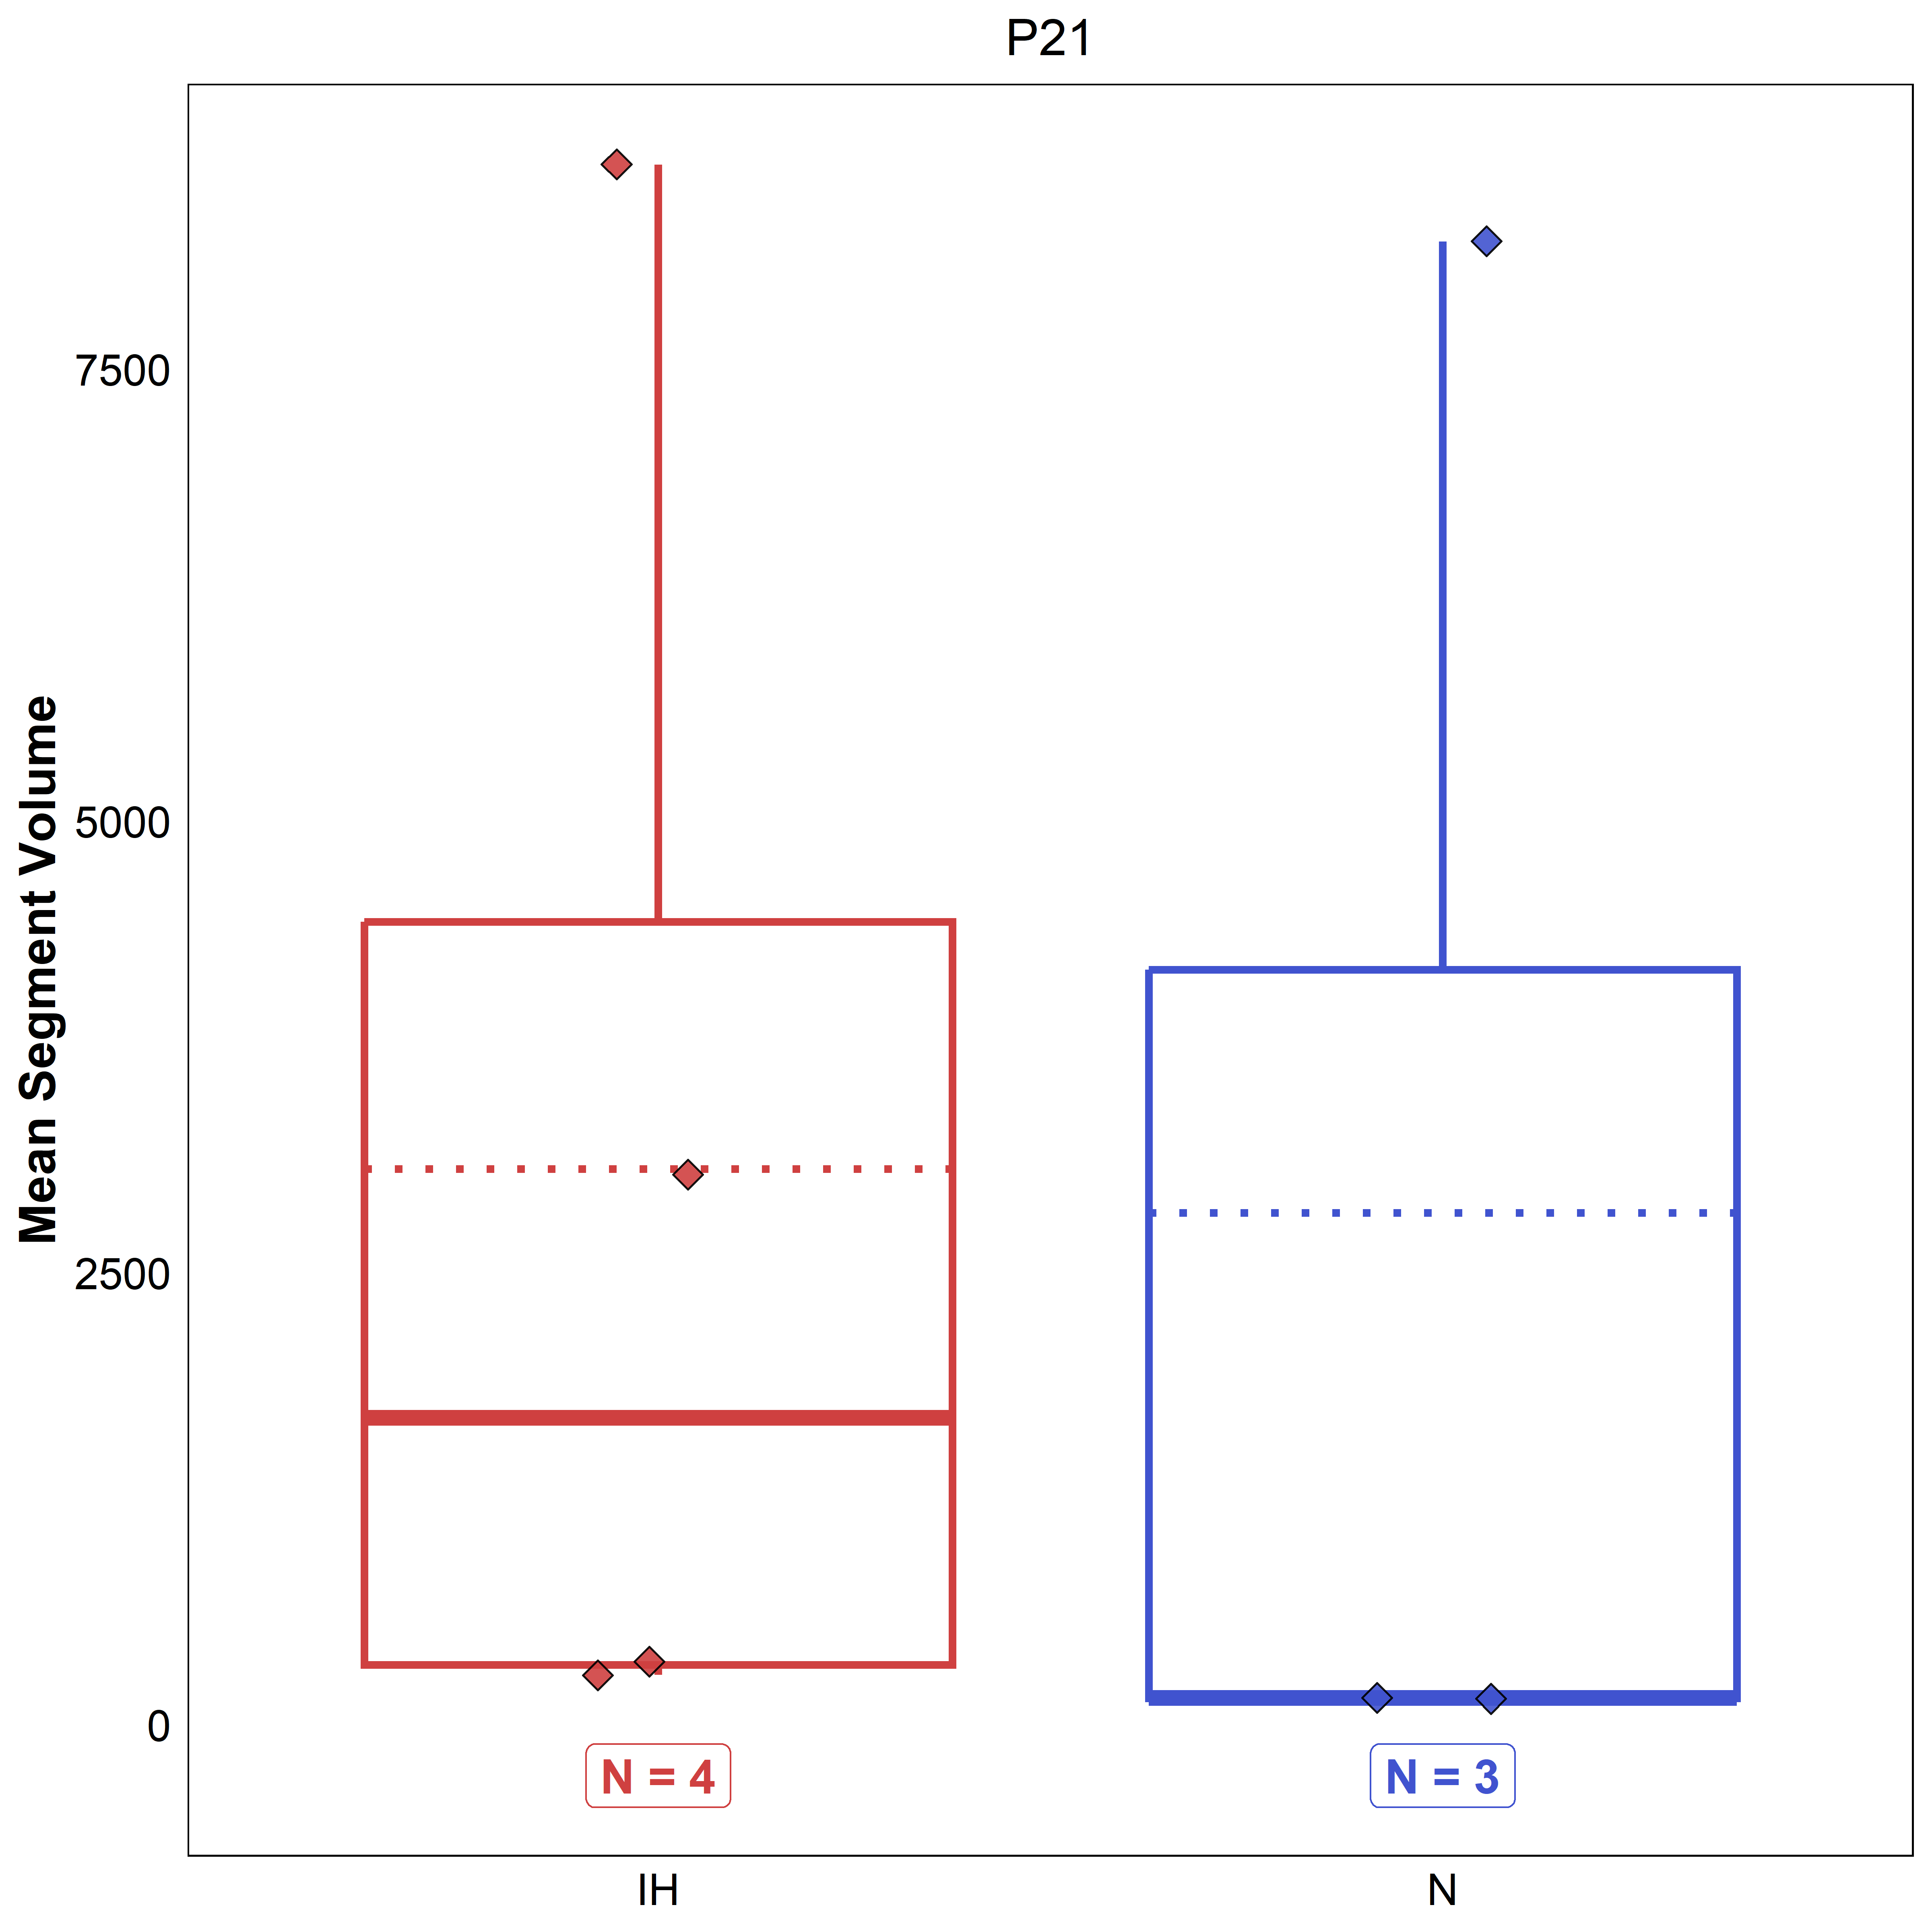 P21
Mean Segment Volume
7500
5000
2500
0
N = 4
N = 3
IH
N